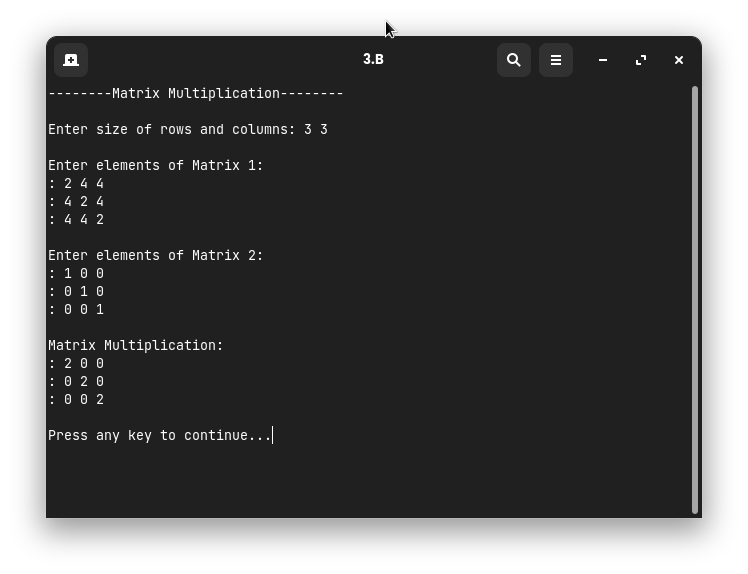 3.B
--------Matrix Multiplication--------
Enter size of rows and columns: 3 3
Enter elements of Matrix 1:
: 2 4 4
: 4 2 4
: 4 4 2
Enter elements of Matrix 2:
: 1 0 0
: 0 1 0
: 0 0 1
Matrix Multiplication:
: 2 0 0
: 0 2 0
: 0 0 2
Press any key to continue...